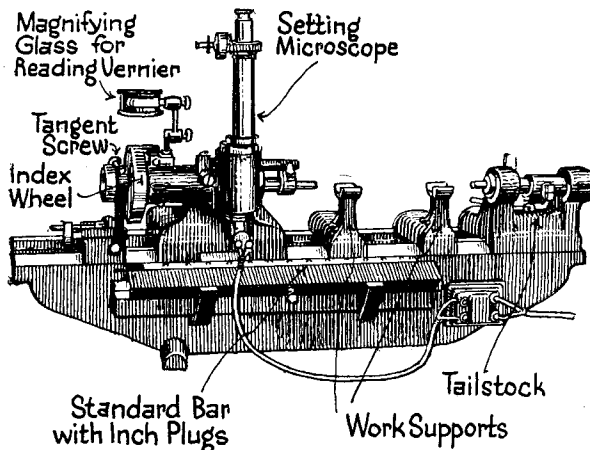 Magnifying
Glass for
Reading Vernier
Setting
Microscope
Tangent
Screw
Index
Wheel
Tailstock
Standard Bar
with Inch Plugs
Work Supports